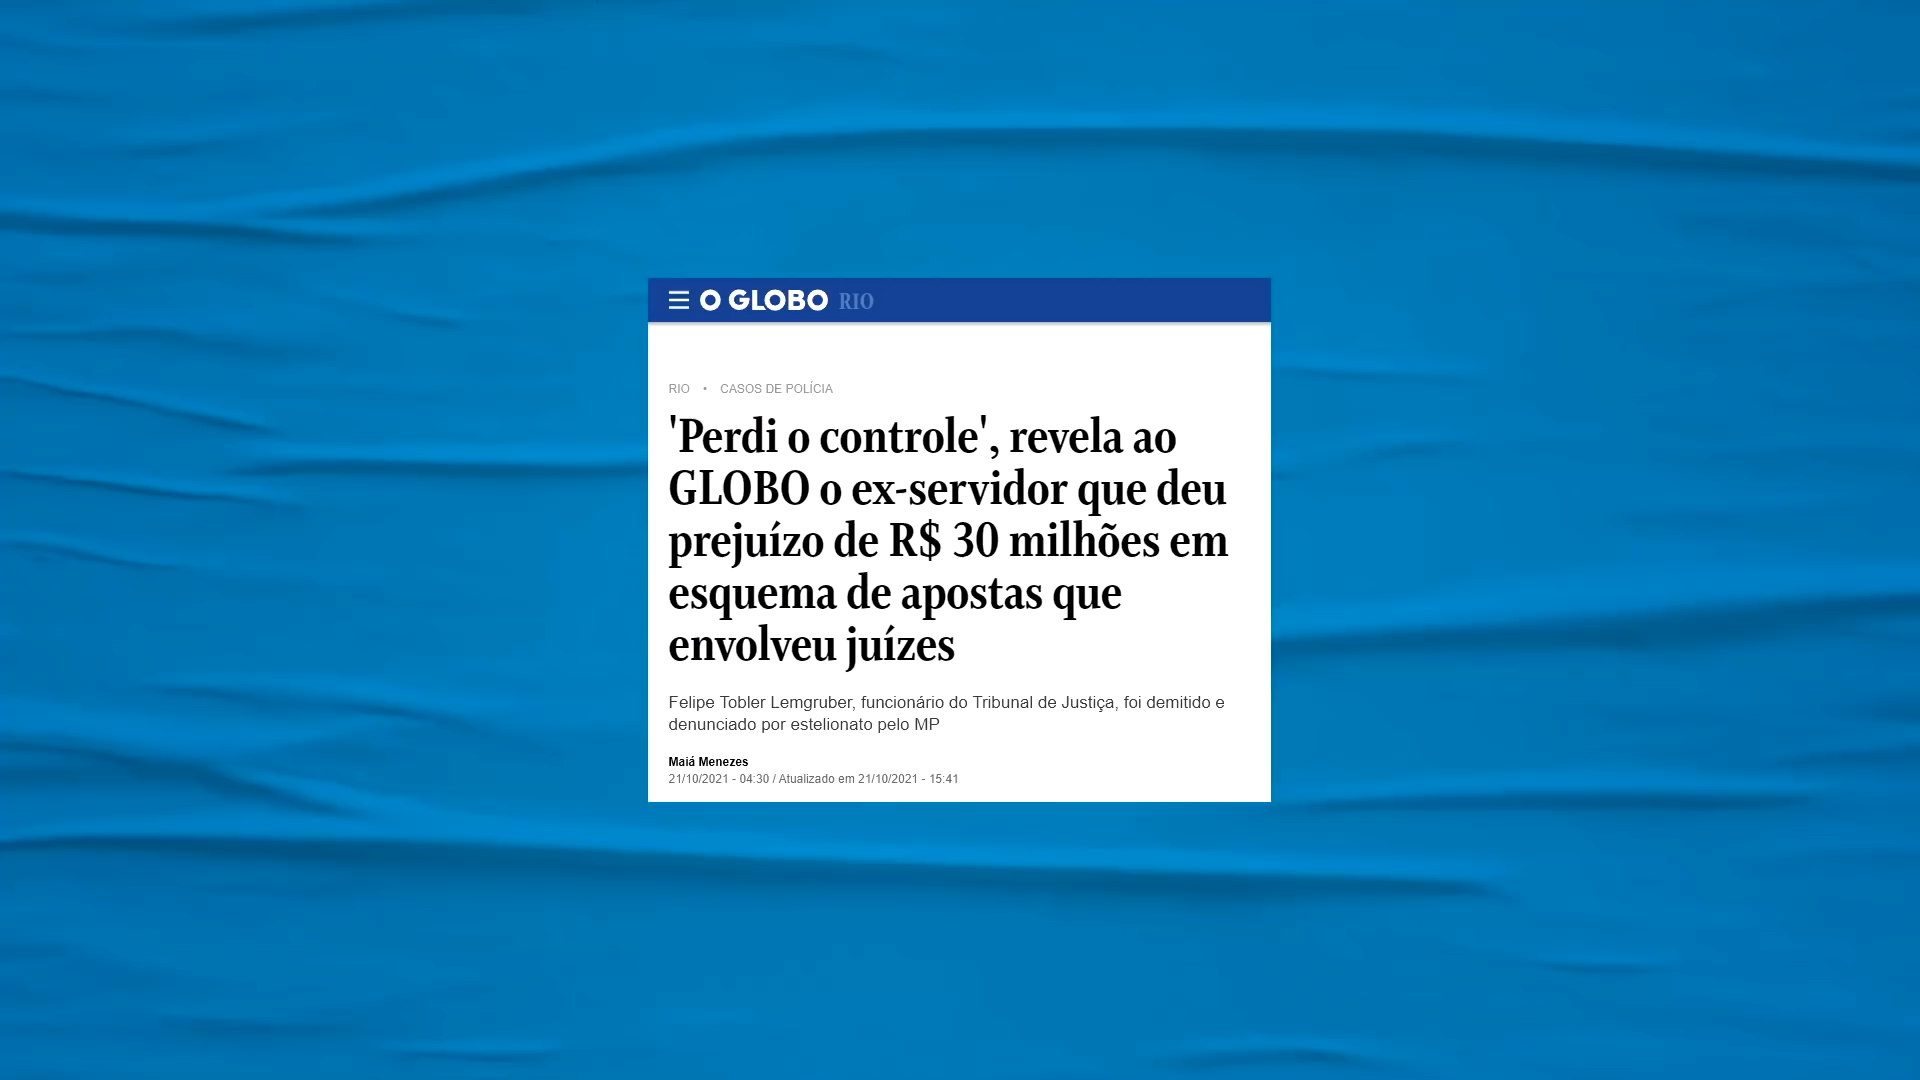 O GLOBO RIO
RIO • CASOS DE POLÍCIA
'Perdi o controle', revela ao
GLOBO o ex-servidor que deu
prejuízo de R$ 30 milhões em
esquema de apostas que
envolveu juízes
Felipe Tobler Lemgruber, funcionário do Tribunal de Justiça, foi demitido e
denunciado por estelionato pelo MP
Maiá Menezes
21/10/2021 - 04:30 / Atualizado em 21/10/2021 - 15:41